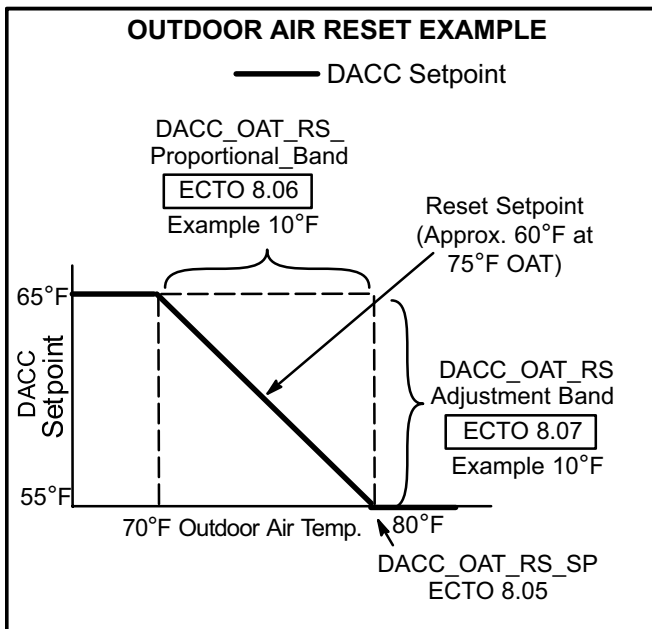 OUTDOOR AIR RESET EXAMPLE
DACC Setpoint
DACC_OAT_RS_
Proportional_Band
ECTO 8.06
Example 10°F
Reset Setpoint
(Approx. 60°F at
75°F OAT)
65°F
DACC
Setpoint
DACC_OAT_RS
Adjustment Band
ECTO 8.07
Example 10°F
55°F
70°F Outdoor Air Temp.
80°F
DACC_OAT_RS_SP
ECTO 8.05